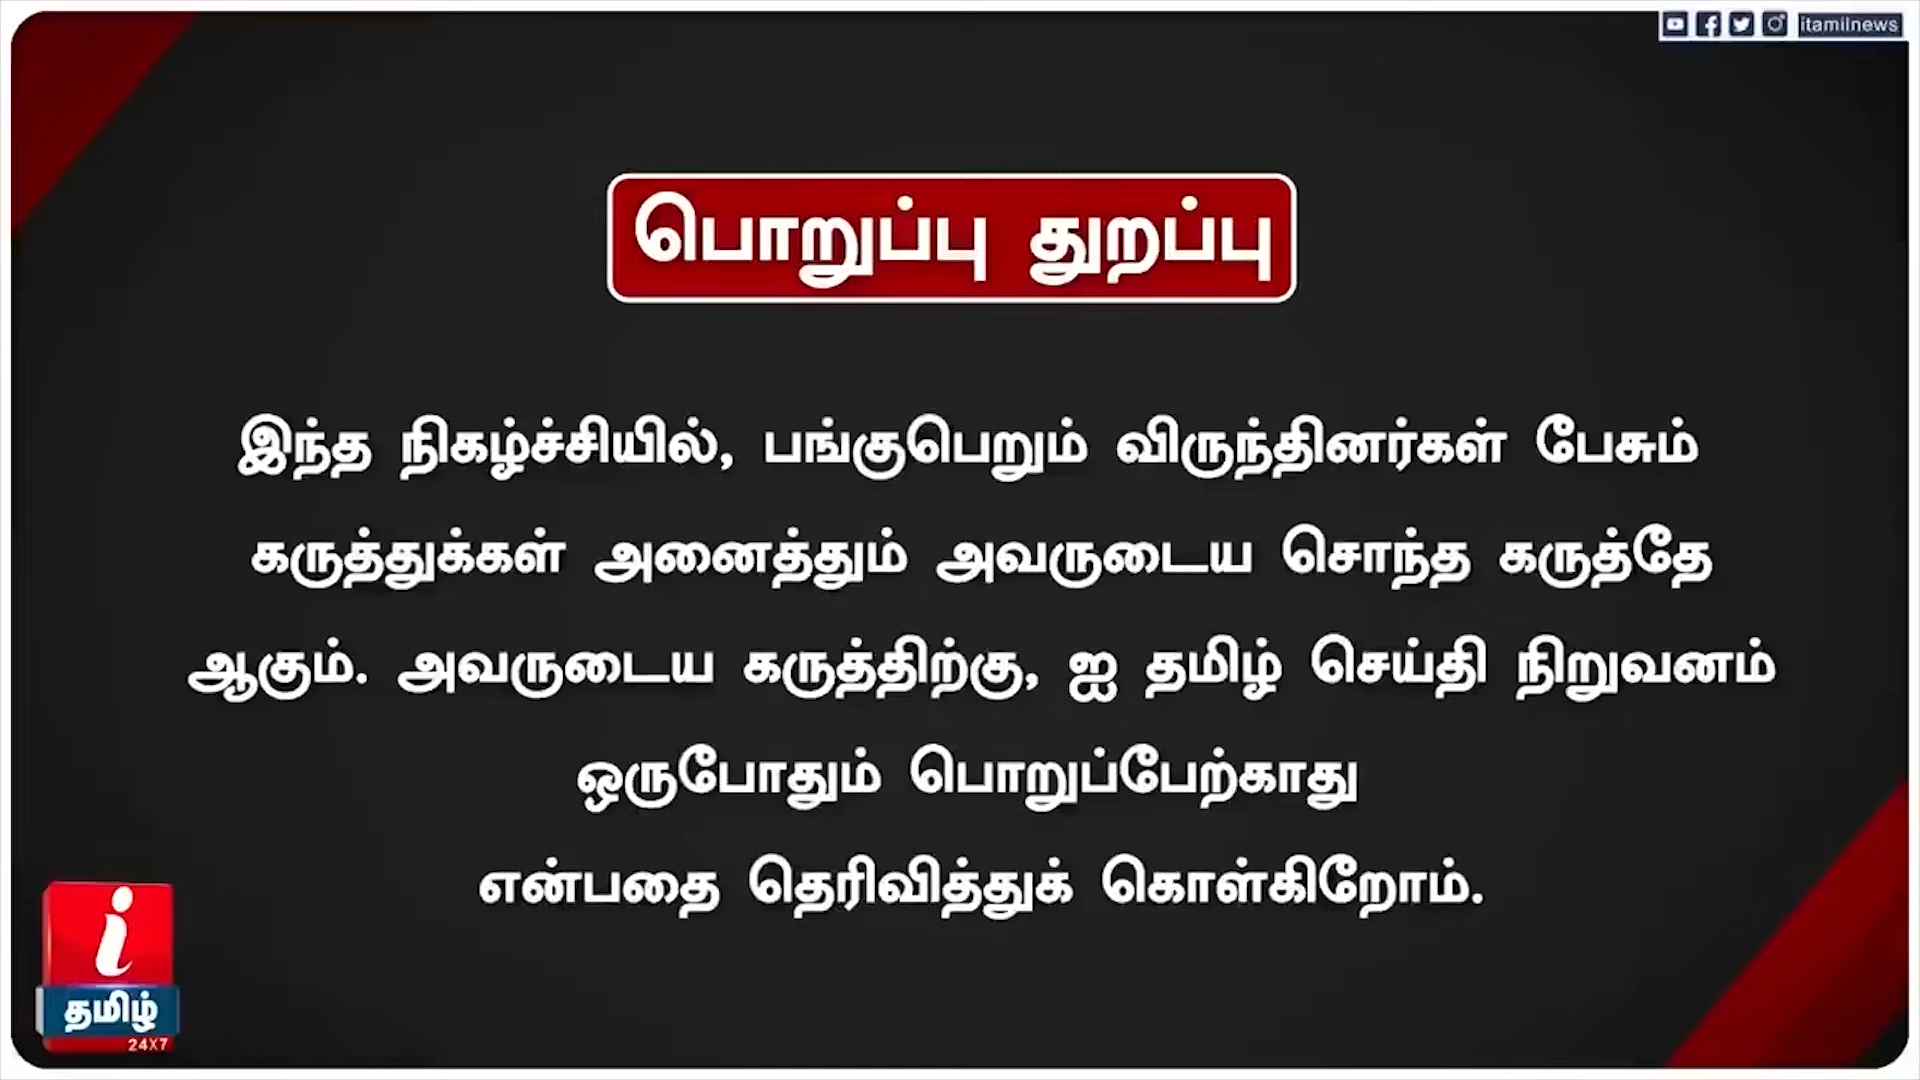 itamilnews
பொறுப்பு துறப்பு
இந்த நிகழ்ச்சியில், பங்குபெறும் விருந்தினர்கள் பேசும்
கருத்துக்கள் அனைத்தும் அவருடைய சொந்த கருத்தே
ஆகும். அவருடைய கருத்திற்கு, ஐ தமிழ் செய்தி நிறுவனம்
ஒருபோதும் பொறுப்பேற்காது
என்பதை தெரிவித்துக் கொள்கிறோம்.
i
தமிழ்
24X7